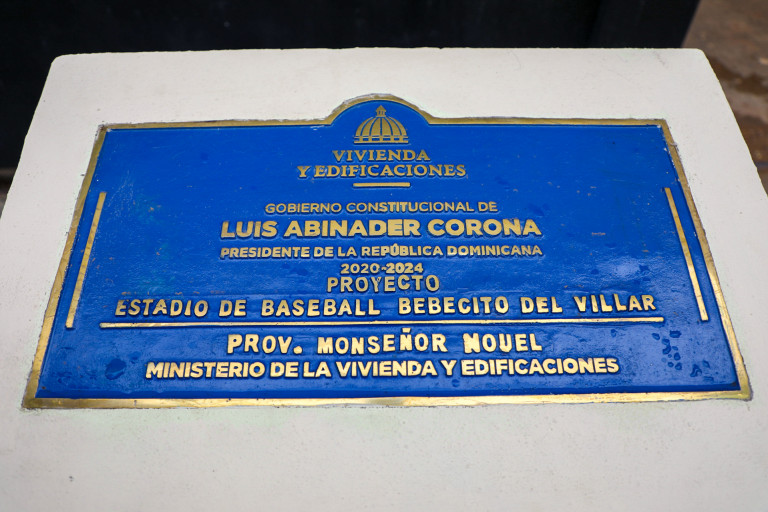 VIVIENDA
Y EDIFICACIONES
GOBIERNO CONSTITUCIONAL DE
LUIS ABINADER CORONA
PRESIDENTE DE LA REPÚBLICA DOMINICANA
2020-2024
PROYECTO
ESTADIO DE BASEBALL BEBECITO DEL VILLAR
PROV. MONSEÑOR NOUEL
MINISTERIO DE LA VIVIENDA Y EDIFICACIONES